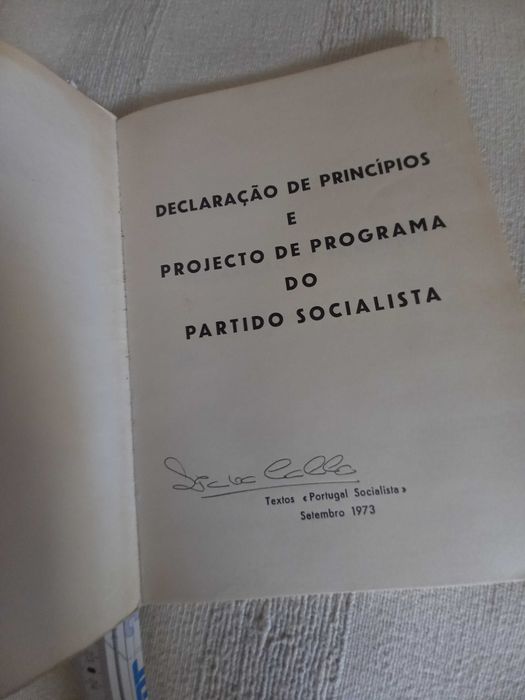 DECLARAÇÃO DE PRINCÍPIOS
E
PROJECTO DE PROGRAMA
DO
PARTIDO SOCIALISTA
Textos «Portugal Socialista»
Setembro 1973